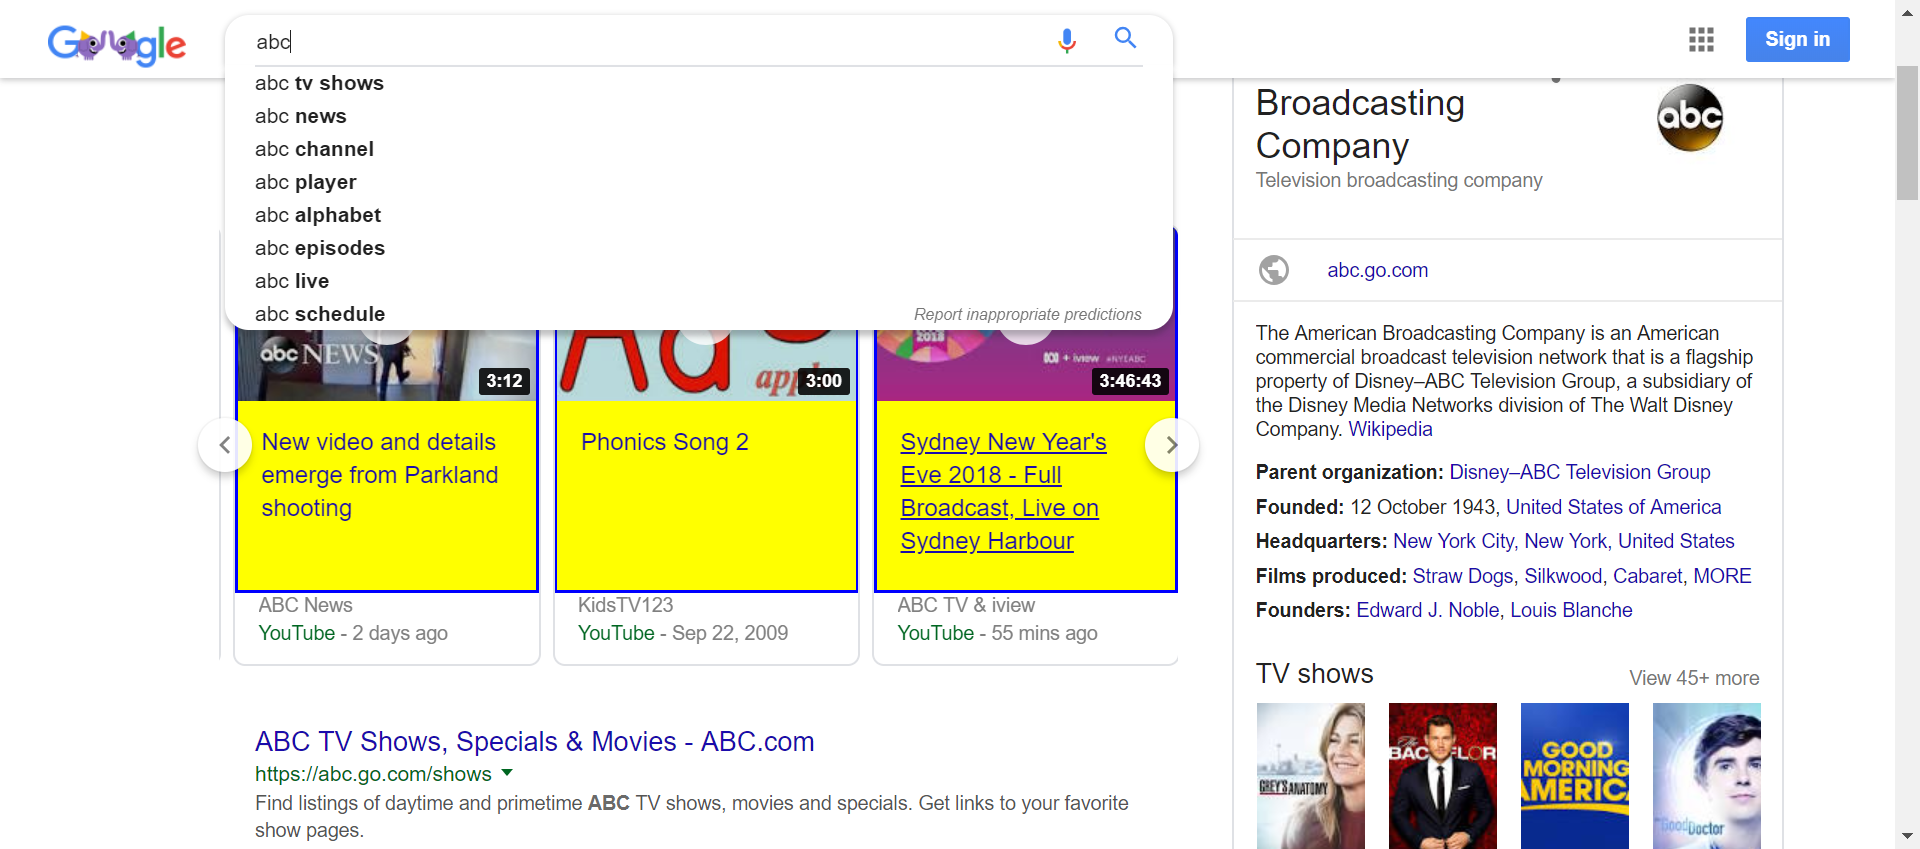 Google
abc
Sign in
abc tv shows
abc news
abc channel
abc player
abc alphabet
abc episodes
abc live
abc schedule
Report inappropriate predictions
abc NEWS
3:12
New video and details
emerge from Parkland
shooting
ABC News
YouTube - 2 days ago
Aa
apple
3:00
Phonics Song 2
KidsTV123
YouTube - Sep 22, 2009
2018
+ iview #NYEABC
3:46:43
Sydney New Year's
Eve 2018 - Full
Broadcast, Live on
Sydney Harbour
ABC TV & iview
YouTube - 55 mins ago
ABC TV Shows, Specials & Movies - ABC.com
https://abc.go.com/shows
Find listings of daytime and primetime ABC TV shows, movies and specials. Get links to your favorite
show pages.
Broadcasting
Company
abc
Television broadcasting company
abc.go.com
The American Broadcasting Company is an American
commercial broadcast television network that is a flagship
property of Disney–ABC Television Group, a subsidiary of
the Disney Media Networks division of The Walt Disney
Company. Wikipedia
Parent organization: Disney–ABC Television Group
Founded: 12 October 1943, United States of America
Headquarters: New York City, New York, United States
Films produced: Straw Dogs, Silkwood, Cabaret, MORE
Founders: Edward J. Noble, Louis Blanche
TV shows
View 45+ more
GREY'S ANATOMY
The
BACHELOR
GOOD
MORNING
AMERICA
the Good Doctor